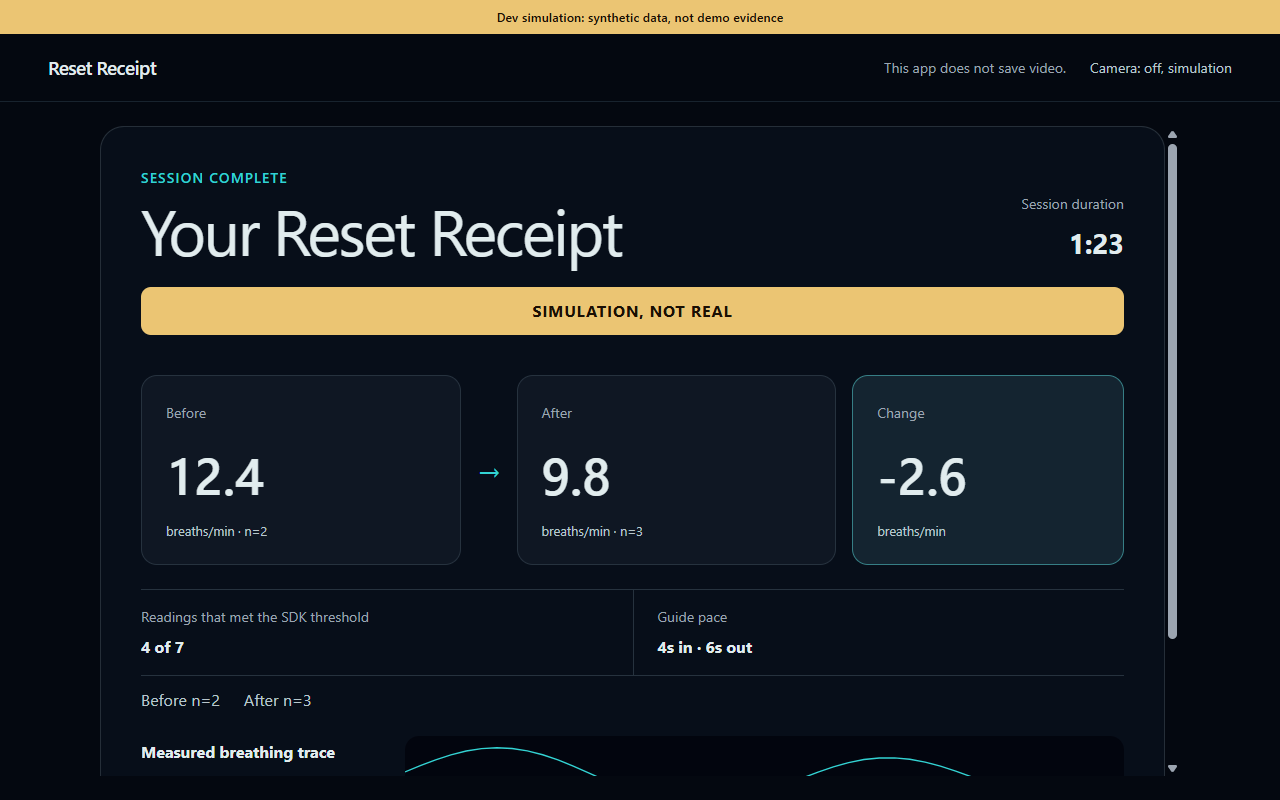 Dev simulation: synthetic data, not demo evidence
Reset Receipt
This app does not save video.
Camera: off, simulation
SESSION COMPLETE
Your Reset Receipt
Session duration
1:23
SIMULATION, NOT REAL
Before
12.4
breaths/min · n=2
→
After
9.8
breaths/min · n=3
Change
-2.6
breaths/min
Readings that met the SDK threshold
4 of 7
Guide pace
4s in · 6s out
Before n=2
After n=3
Measured breathing trace